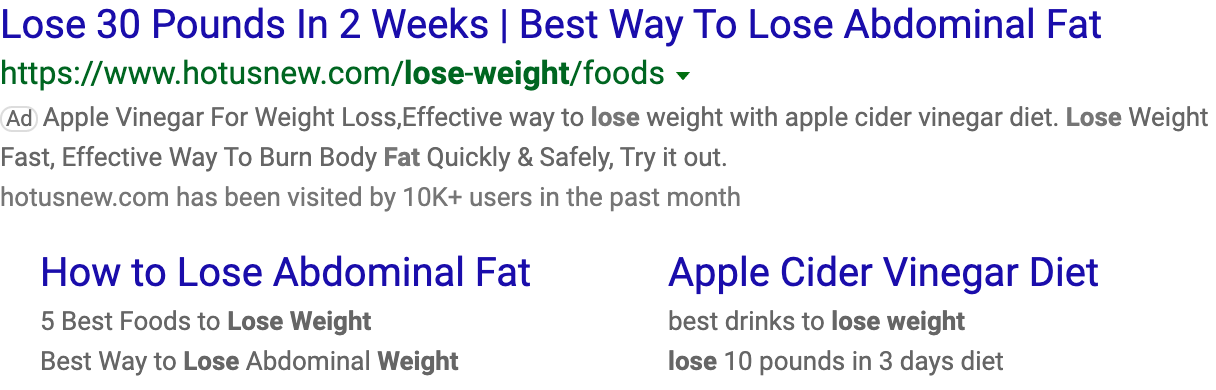 Lose 30 Pounds In 2 Weeks | Best Way To Lose Abdominal Fat
https://www.hotusnew.com/lose-weight/foods
Ad Apple Vinegar For Weight Loss,Effective way to lose weight with apple cider vinegar diet. Lose Weight
Fast, Effective Way To Burn Body Fat Quickly & Safely, Try it out.
hotusnew.com has been visited by 10K+ users in the past month
How to Lose Abdominal Fat
5 Best Foods to Lose Weight
Best Way to Lose Abdominal Weight
Apple Cider Vinegar Diet
best drinks to lose weight
lose 10 pounds in 3 days diet